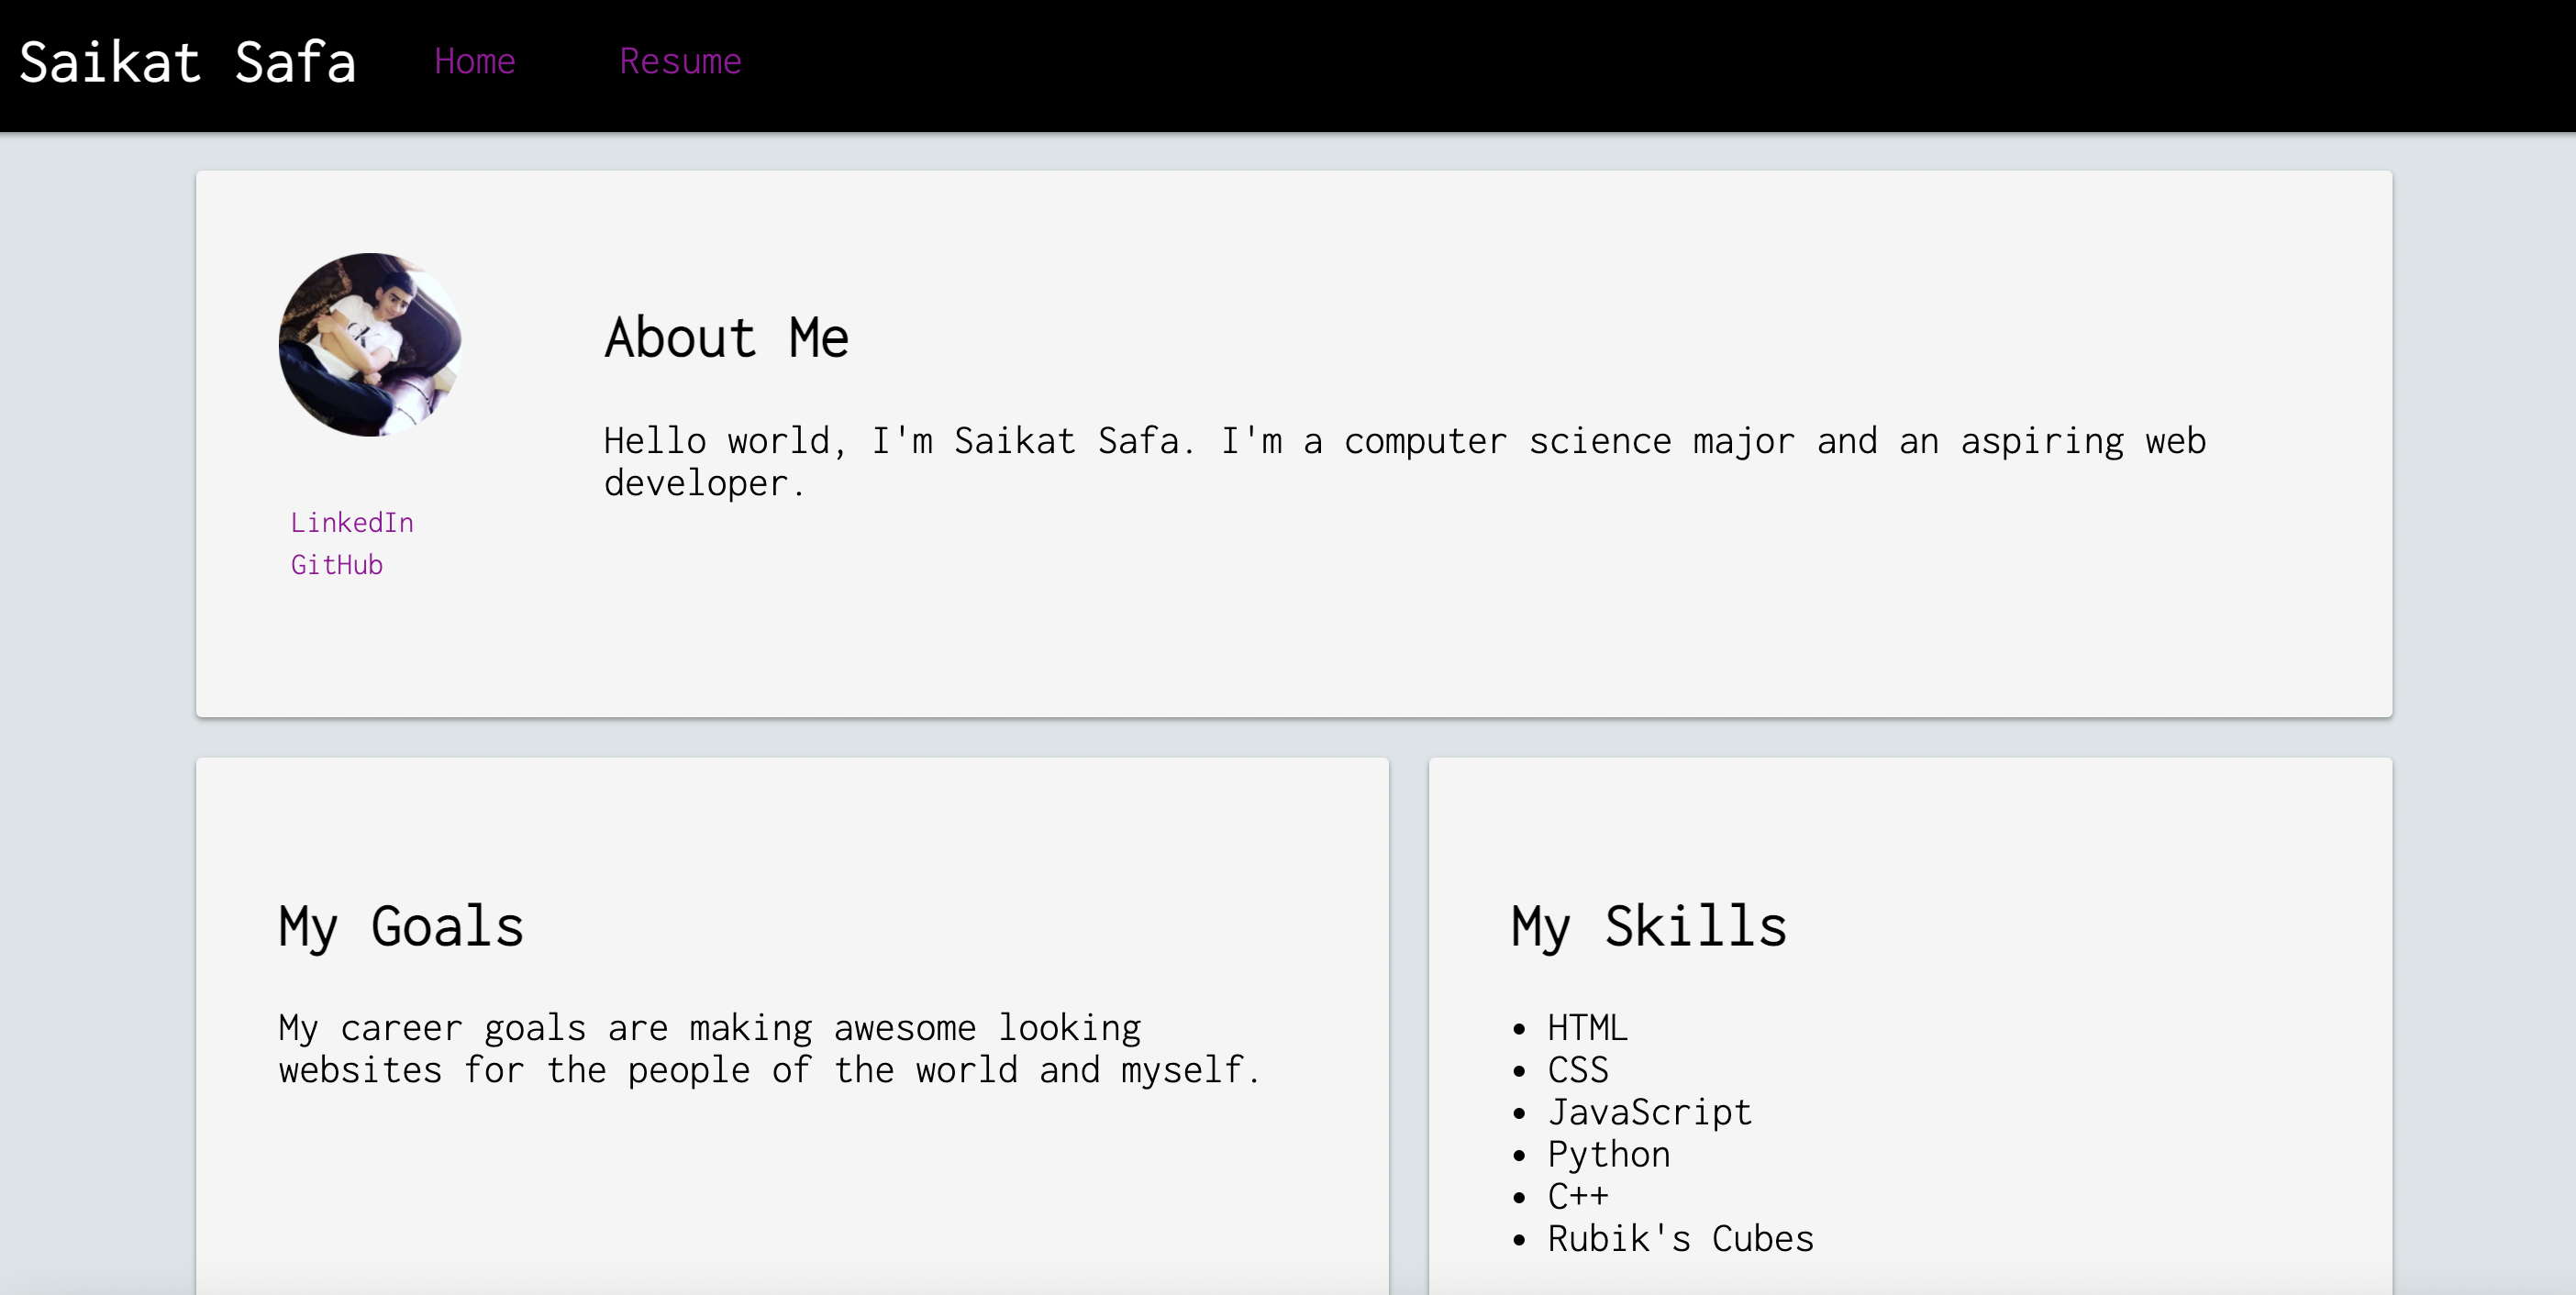 Saikat Safa Home Resume
About Me
Hello world, I'm Saikat Safa. I'm a computer science major and an aspiring web
developer.
LinkedIn
GitHub
My Goals
My career goals are making awesome looking
websites for the people of the world and myself.
My Skills
• HTML
• CSS
• JavaScript
• Python
• C++
• Rubik's Cubes